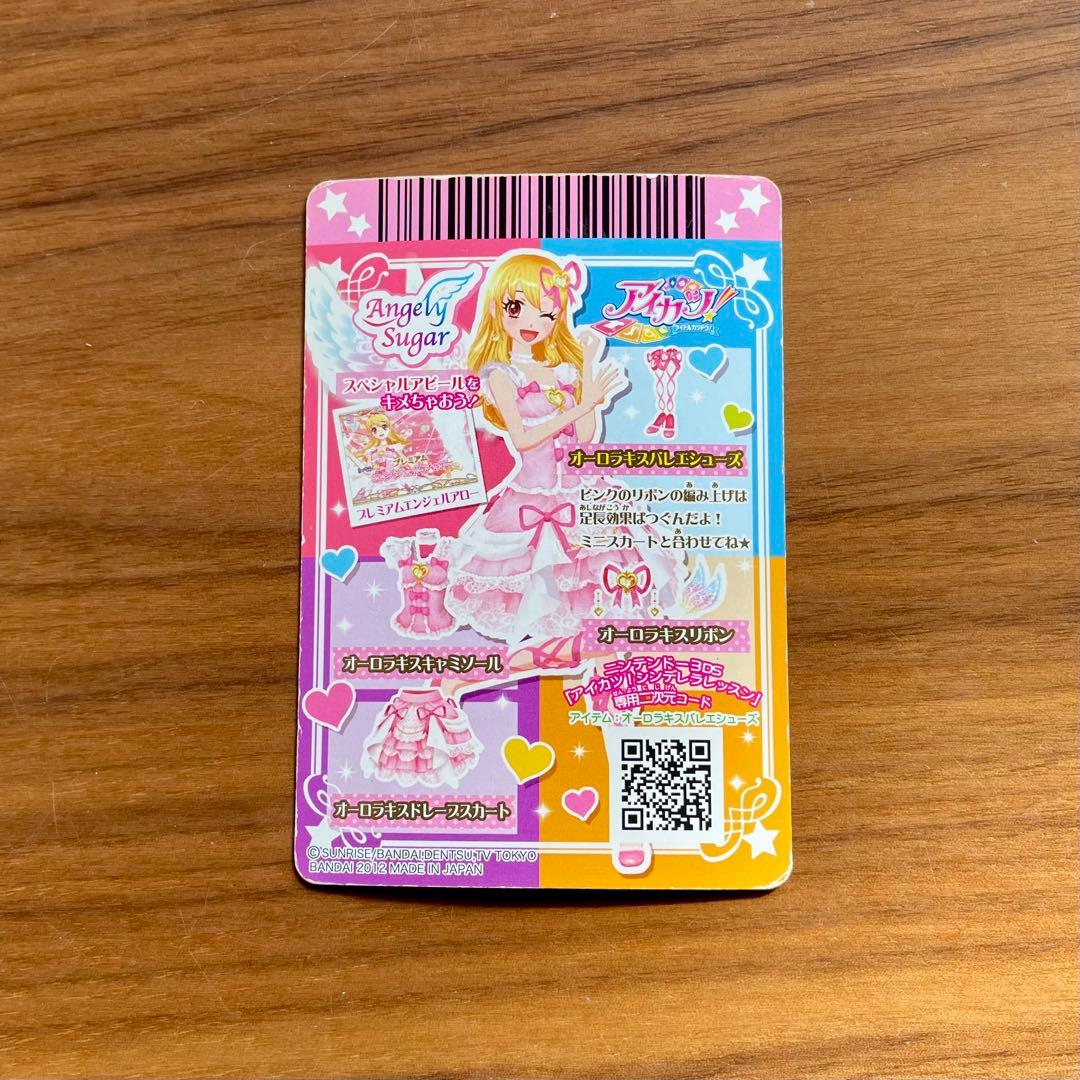 Angely
Sugar
アイカツ!
アイドルカツドウ!
スペシャルアピールを
キメちゃおう!
プレミアム
プレミアムエンジェルアロー
オーロラキスバレエシューズ
ピンクのリボンの編み上げは
足長効果ばつぐんだよ!
ミニスカートと合わせてね★
オーロラキスキャミソール
オーロラキスリボン
ニンテンドー3DS
「アイカツ!シンデレラレッスン」
専用二次元コード
アイテム:オーロラキスバレエシューズ
オーロラキスドレープスカート
©SUNRISE/BANDAI,DENTSU,TV TOKYO
BANDAI 2012 MADE IN JAPAN